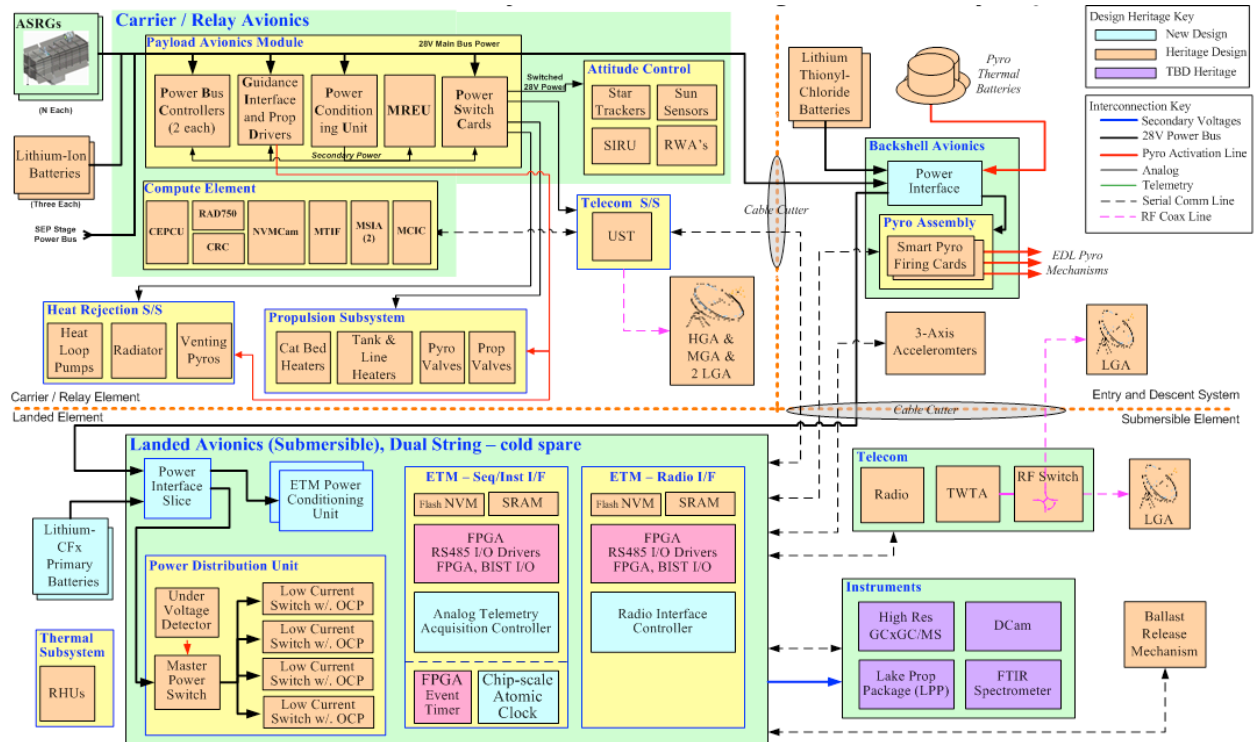 ASRGs
(N Each)
Lithium-Ion
Batteries
(Three Each)
SEP Stage
Power Bus
Carrier / Relay Avionics
Payload Avionics Module
28V Main Bus Power
Power Bus
Controllers
(2 each)
Guidance
Interface
and Prop
Drivers
Power
Condition
ing Unit
MREU
Power
Switch
Cards
Secondary Power
Switched
28V Power
Attitude Control
Star
Trackers
Sun
Sensors
SIRU
RWA's
Compute Element
CEPCU
RAD750
CRC
NVMCam
MTIF
MSIA
(2)
MCIC
Telecom S/S
UST
HGA &
MGA &
2 LGA
Heat Rejection S/S
Heat
Loop
Pumps
Radiator
Venting
Pyros
Propulsion Subsystem
Cat Bed
Heaters
Tank &
Line
Heaters
Pyro
Valves
Prop
Valves
Carrier / Relay Element
Landed Element
Cable Cutter
Lithium
Thionyl-
Chloride
Batteries
Pyro
Thermal
Batteries
Backshell Avionics
Power
Interface
Pyro Assembly
Smart Pyro
Firing Cards
EDL Pyro
Mechanisms
3-Axis
Acceleromters
LGA
Entry and Descent System
Cable Cutter
Submersible Element
Design Heritage Key
New Design
Heritage Design
TBD Heritage
Interconnection Key
Secondary Voltages
28V Power Bus
Pyro Activation Line
Analog
Telemetry
Serial Comm Line
RF Coax Line
Landed Avionics (Submersible), Dual String – cold spare
Power
Interface
Slice
ETM Power
Conditioning
Unit
Lithium-
CFx
Primary
Batteries
Thermal
Subsystem
RHUs
Power Distribution Unit
Under
Voltage
Detector
Master
Power
Switch
Low Current
Switch w/. OCP
Low Current
Switch w/. OCP
Low Current
Switch w/. OCP
Low Current
Switch w/. OCP
ETM – Seq/Inst I/F
Flash NVM
SRAM
FPGA
RS485 I/O Drivers
FPGA, BIST I/O
Analog Telemetry
Acquisition Controller
FPGA
Event
Timer
Chip-scale
Atomic
Clock
ETM – Radio I/F
Flash NVM
SRAM
FPGA
RS485 I/O Drivers
FPGA, BIST I/O
Radio Interface
Controller
Telecom
Radio
TWTA
RF Switch
LGA
Instruments
High Res
GCxGC/MS
DCam
Lake Prop
Package (LPP)
FTIR
Spectrometer
Ballast
Release
Mechanism